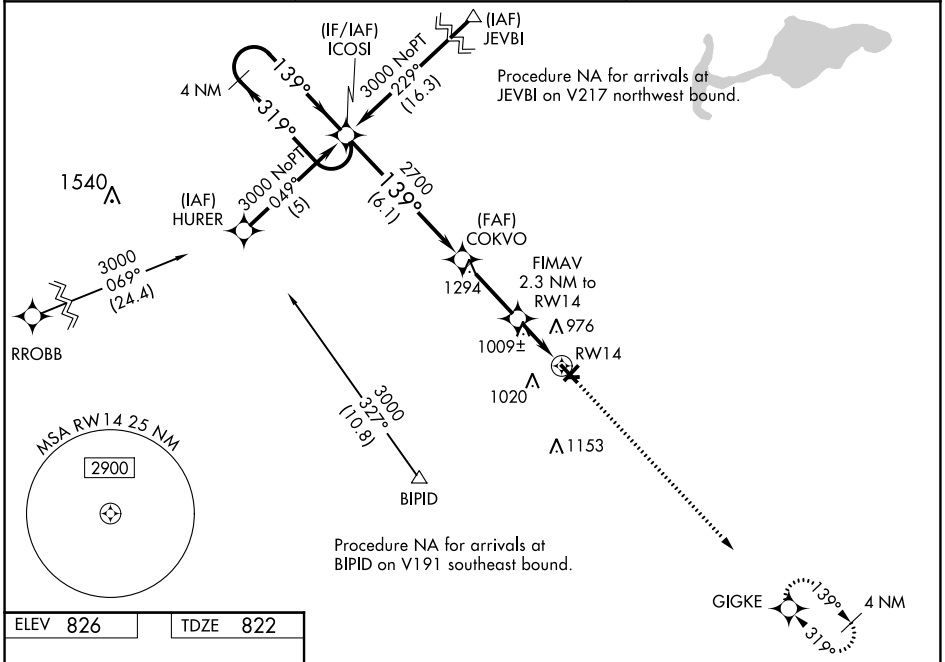 (IAF)
JEVBI
(IF/IAF)
ICOSI
3000 NoPT
229°
(16.3)
Procedure NA for arrivals at
JEVBI on V217 northwest bound.
4 NM
139°
319°
1540
(IAF)
HURER
3000 NoPT
049°
(5)
2700
139°
(6.1)
(FAF)
COKVO
1294
FIMAV
2.3 NM to
RW14
3000
069°
(24.4)
RROBB
1009±
976
RW14
1020
1153
3000
327°
(10.8)
BIPID
MSA RW14 25 NM
2900
Procedure NA for arrivals at
BIPID on V191 southeast bound.
GIGKE
139°
319°
4 NM
ELEV 826
TDZE 822